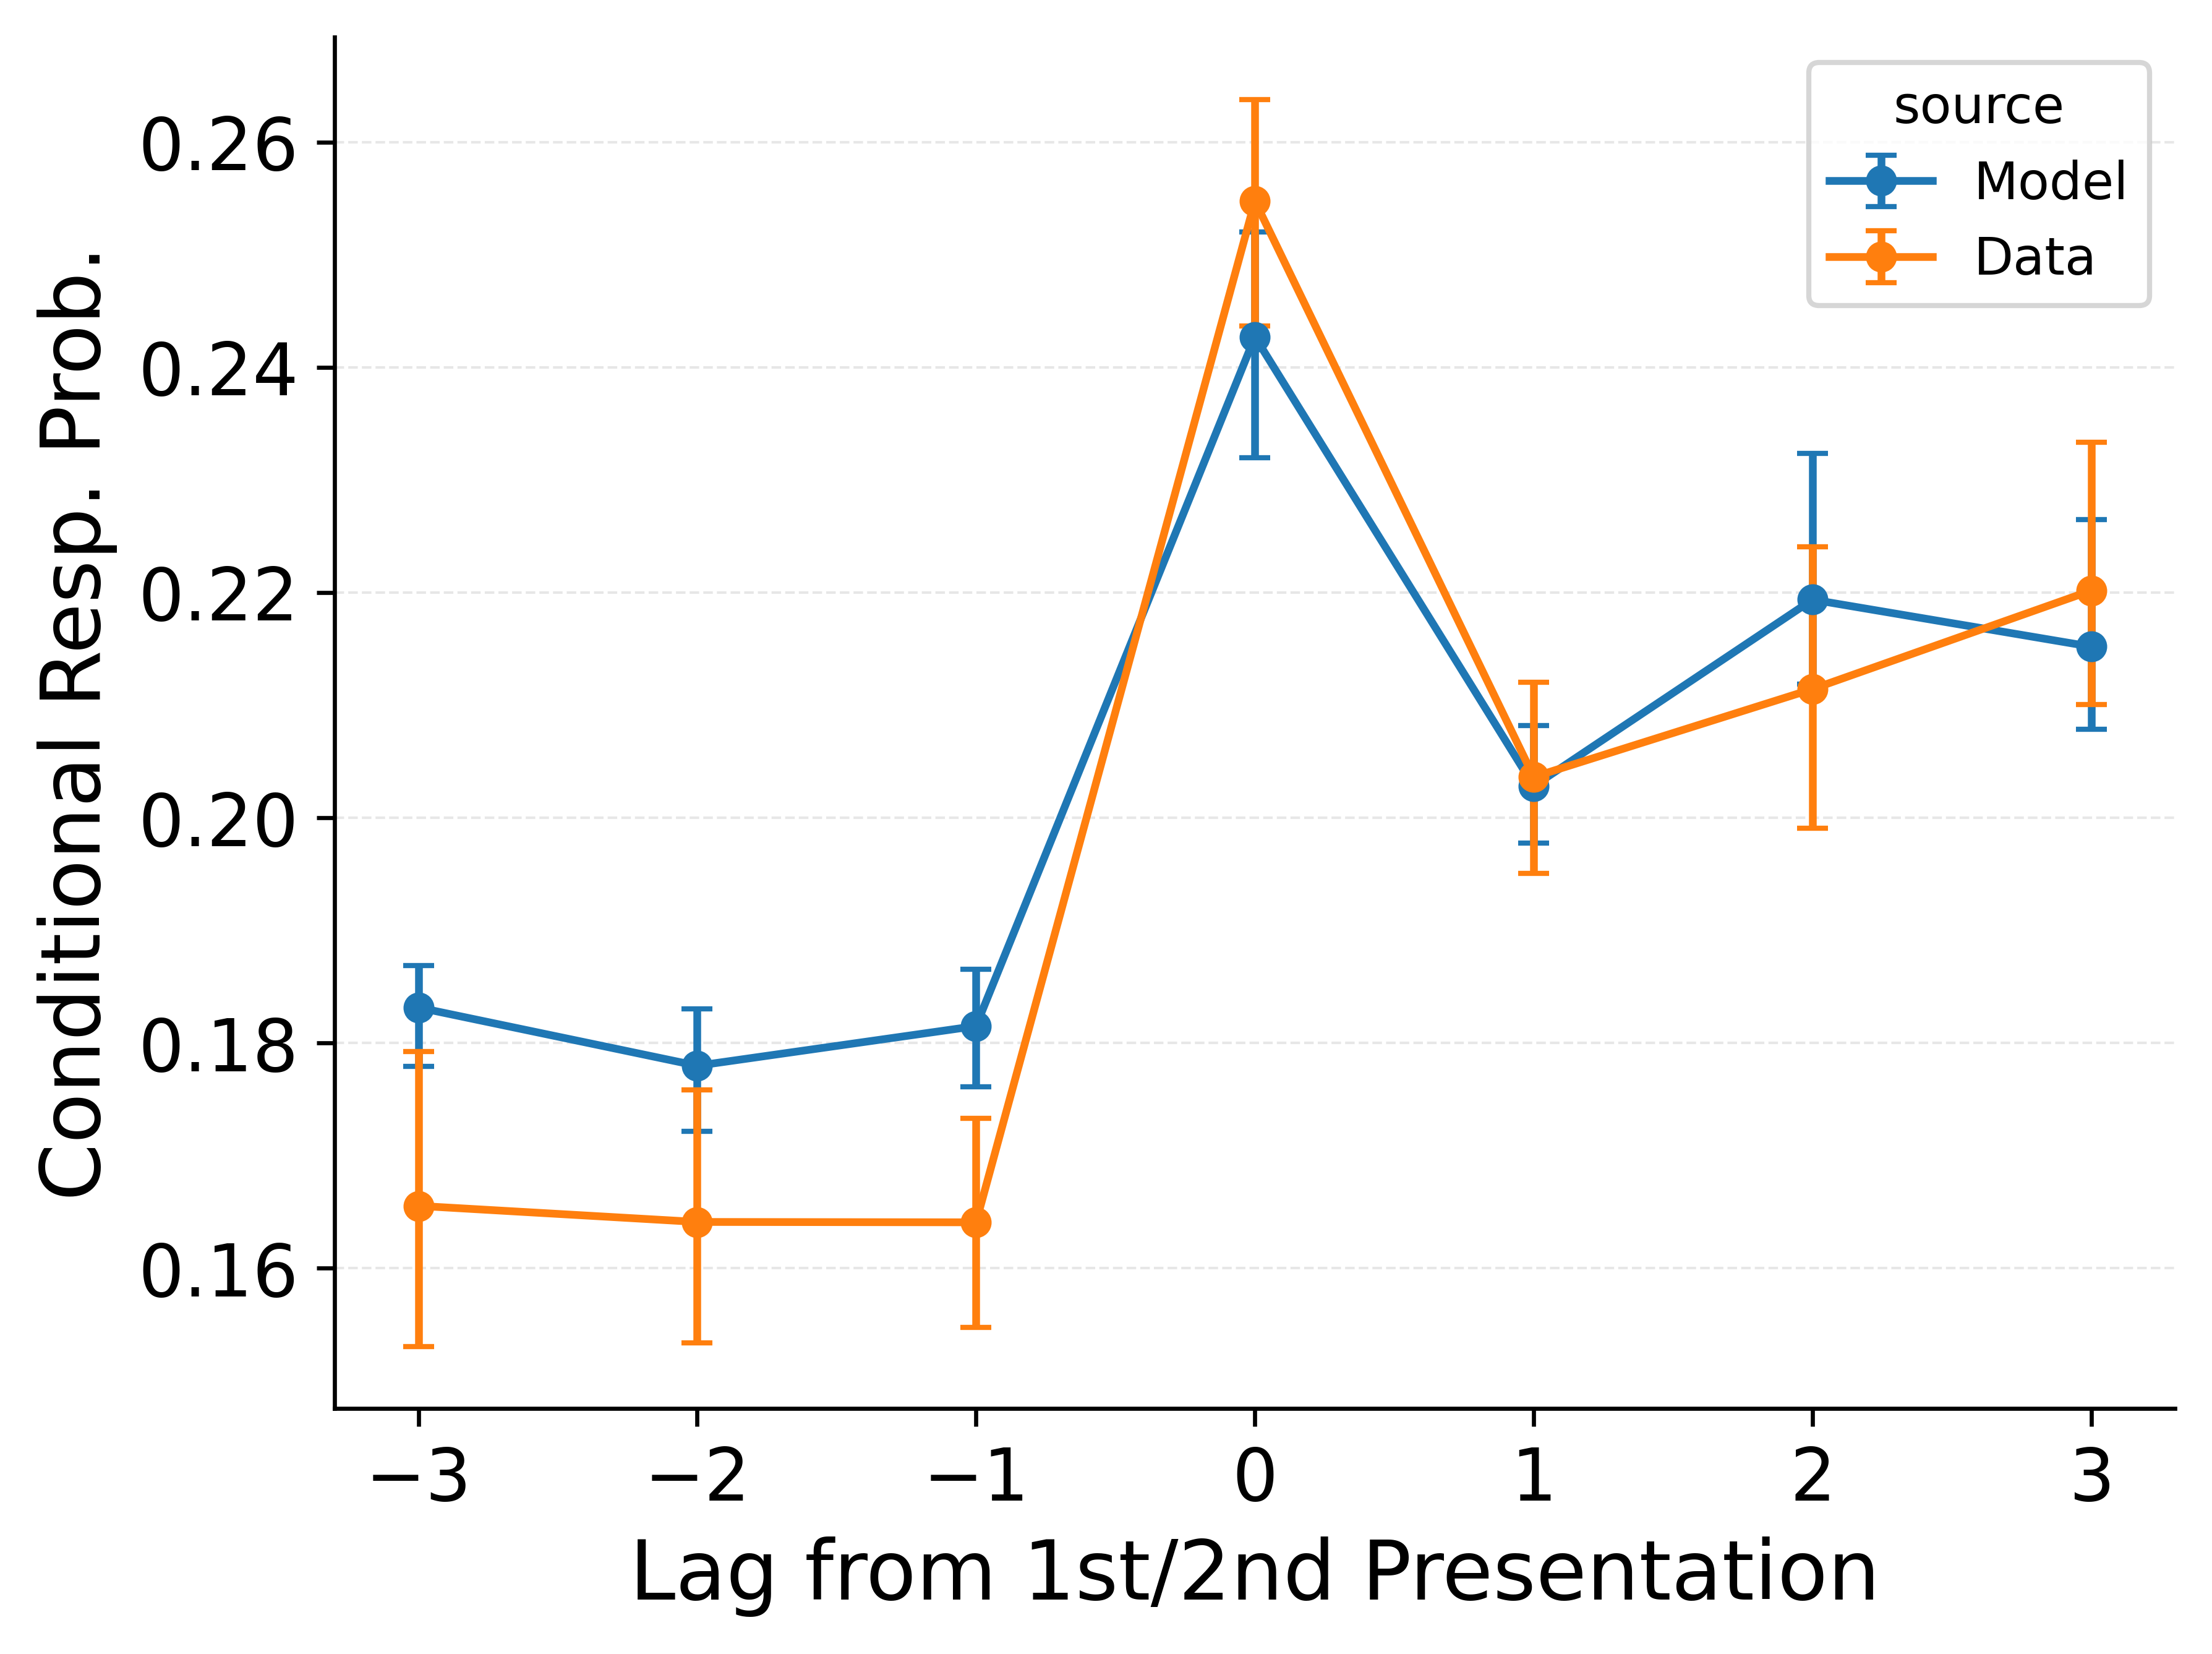 source
Model
Data
Conditional Resp. Prob.
0.26
0.24
0.22
0.20
0.18
0.16
−3 −2 −1 0 1 2 3
Lag from 1st/2nd Presentation